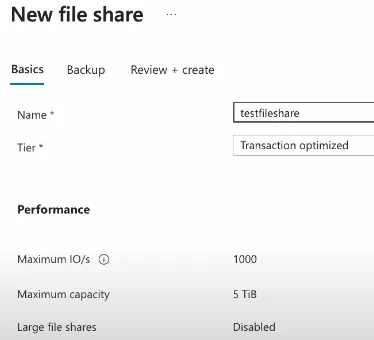 New file share ...
Basics Backup Review + create
Name * testfileshare
Tier * Transaction optimized
Performance
Maximum IO/s 1000
Maximum capacity 5 TiB
Large file shares Disabled